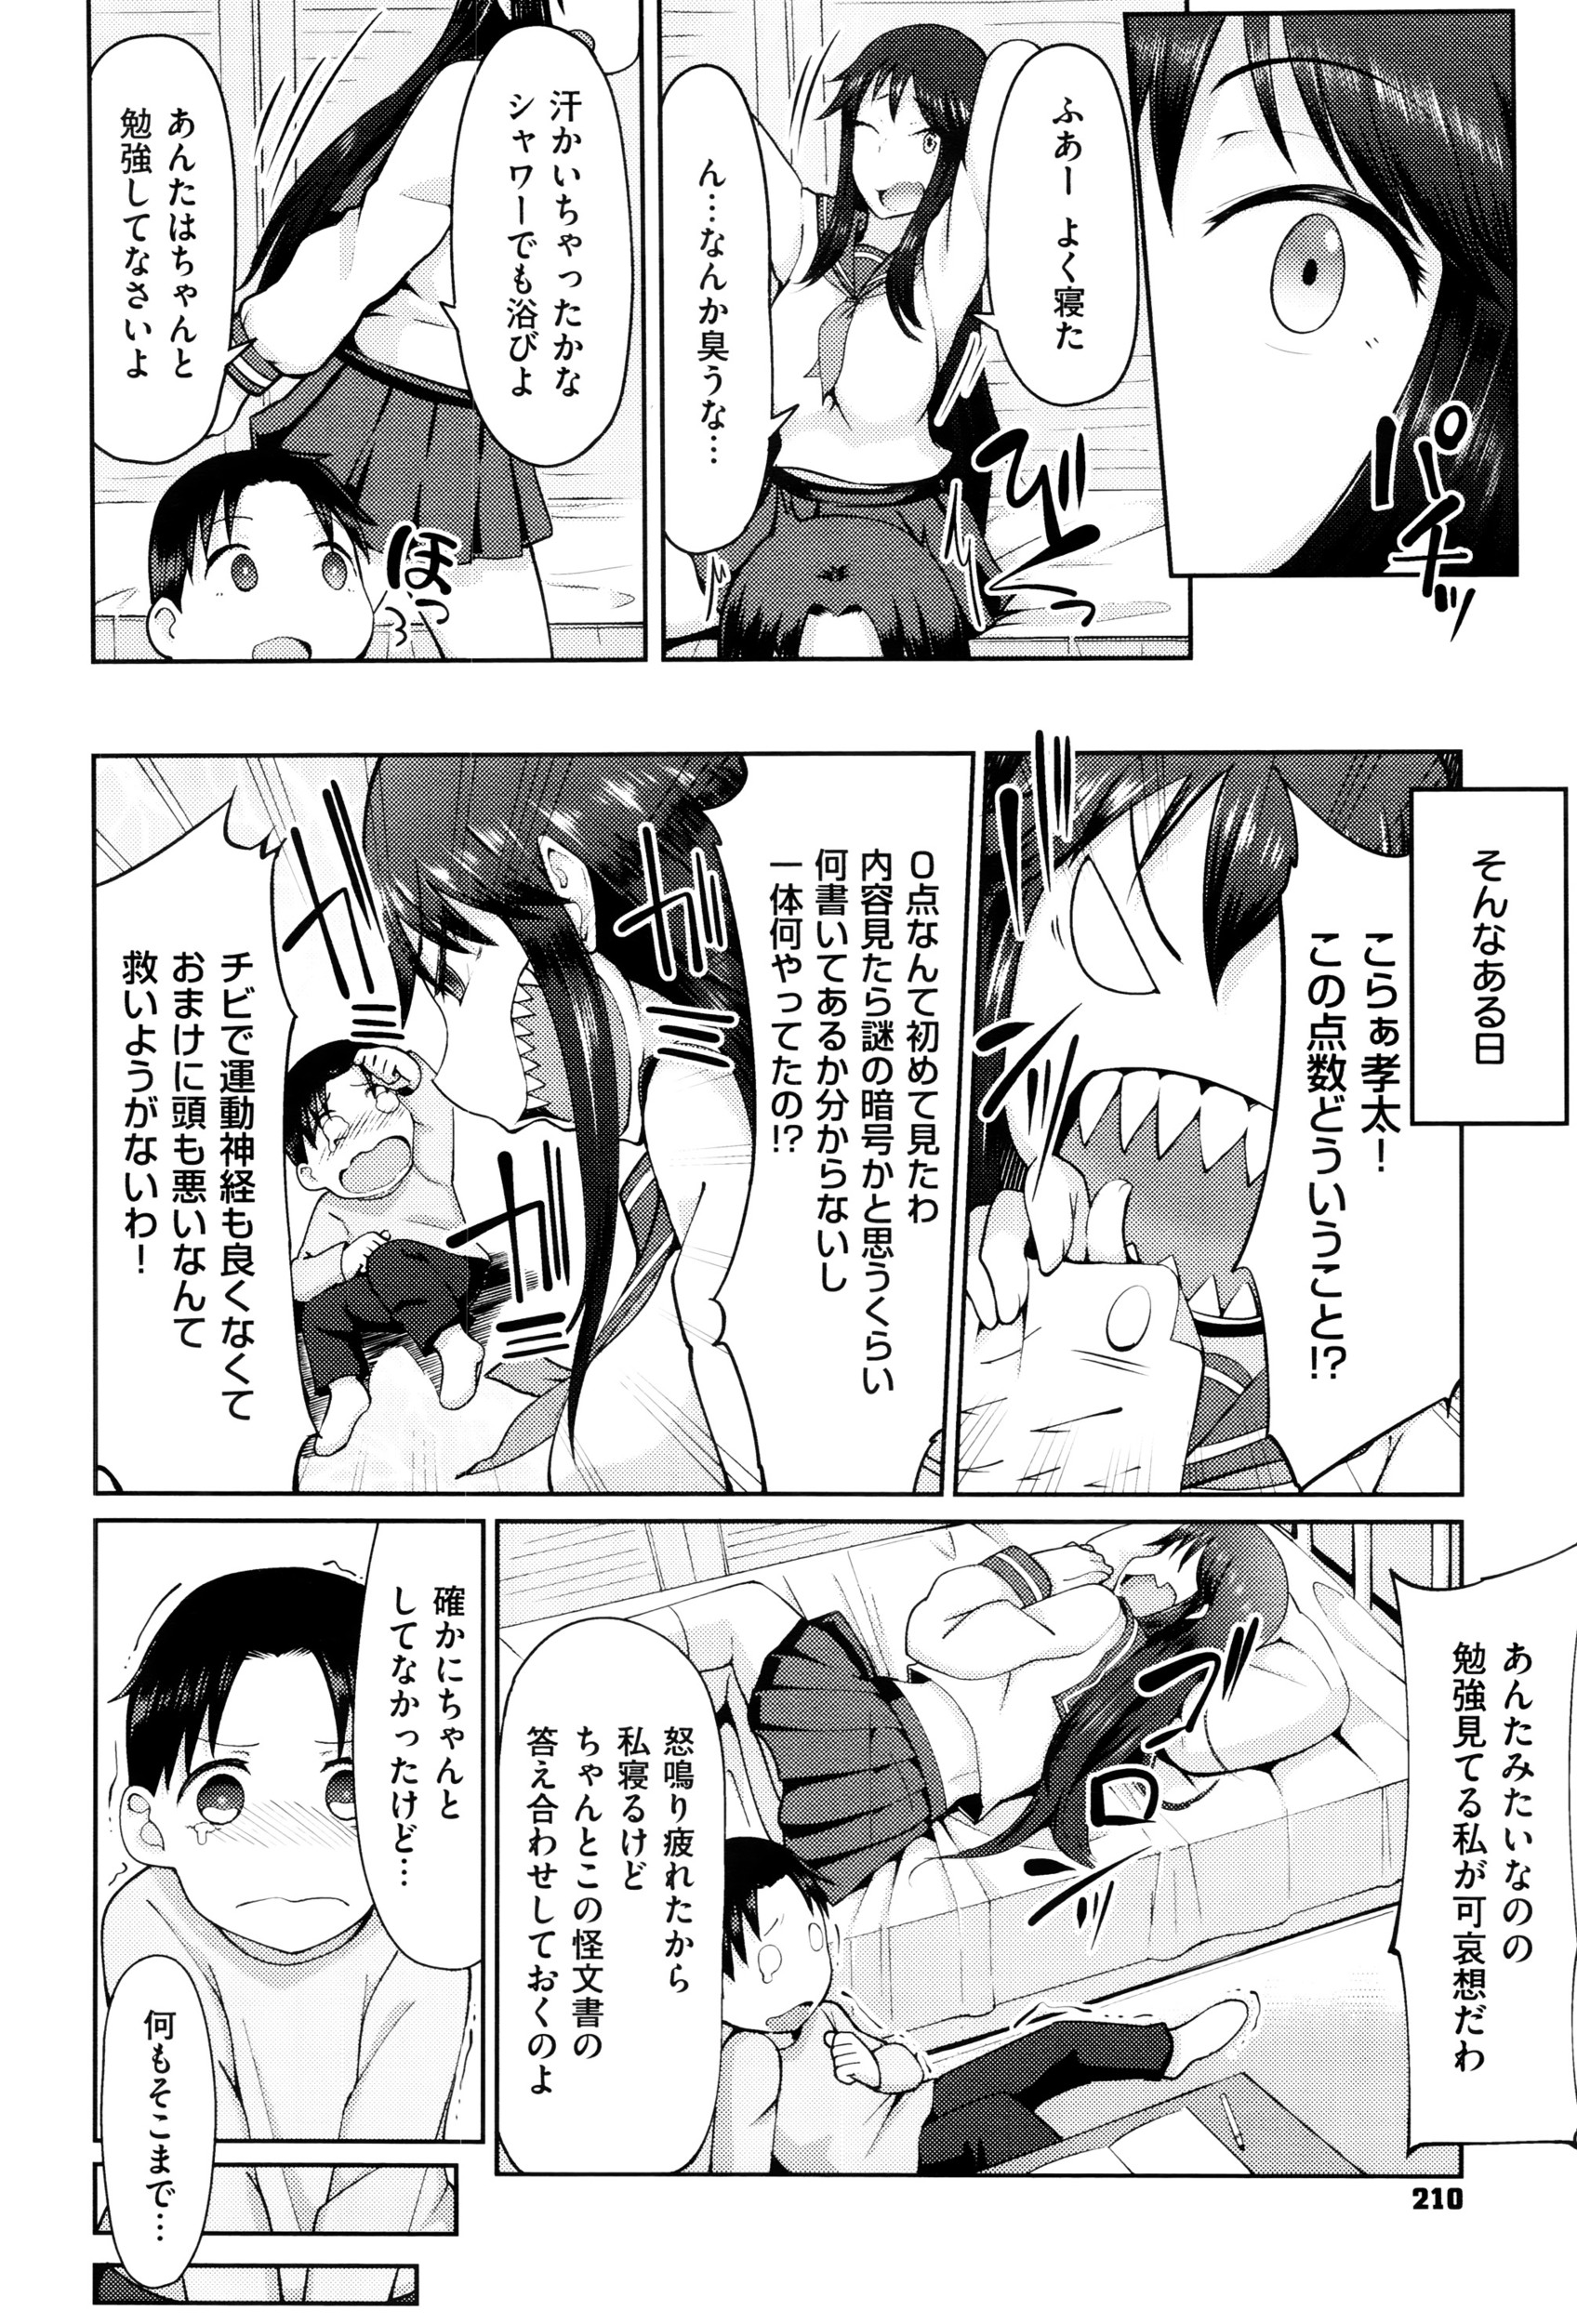 パチッ
ふあー よく寝た
びくっ
ん…なんか臭うな…
汗かいちゃったかな
シャワーでも浴びよ
あんたはちゃんと
勉強してなさいよ
ほっ
そんなある日
こらぁ孝太！
この点数どういうこと!?
0点なんて初めて見たわ
内容見たら謎の暗号かと思うくらい
何書いてあるか分からないし
一体何やってたの!?
ガミ
ガミ
チビで運動神経も良くなくて
おまけに頭も悪いなんて
救いようがないわ！
あんたみたいなのの
勉強見てる私が可哀想だわ
ゴロッ
怒鳴り疲れたから
私寝るけど
ちゃんとこの怪文書の
答え合わせしておくのよ
確かにちゃんと
してなかったけど…
何もそこまで…
210